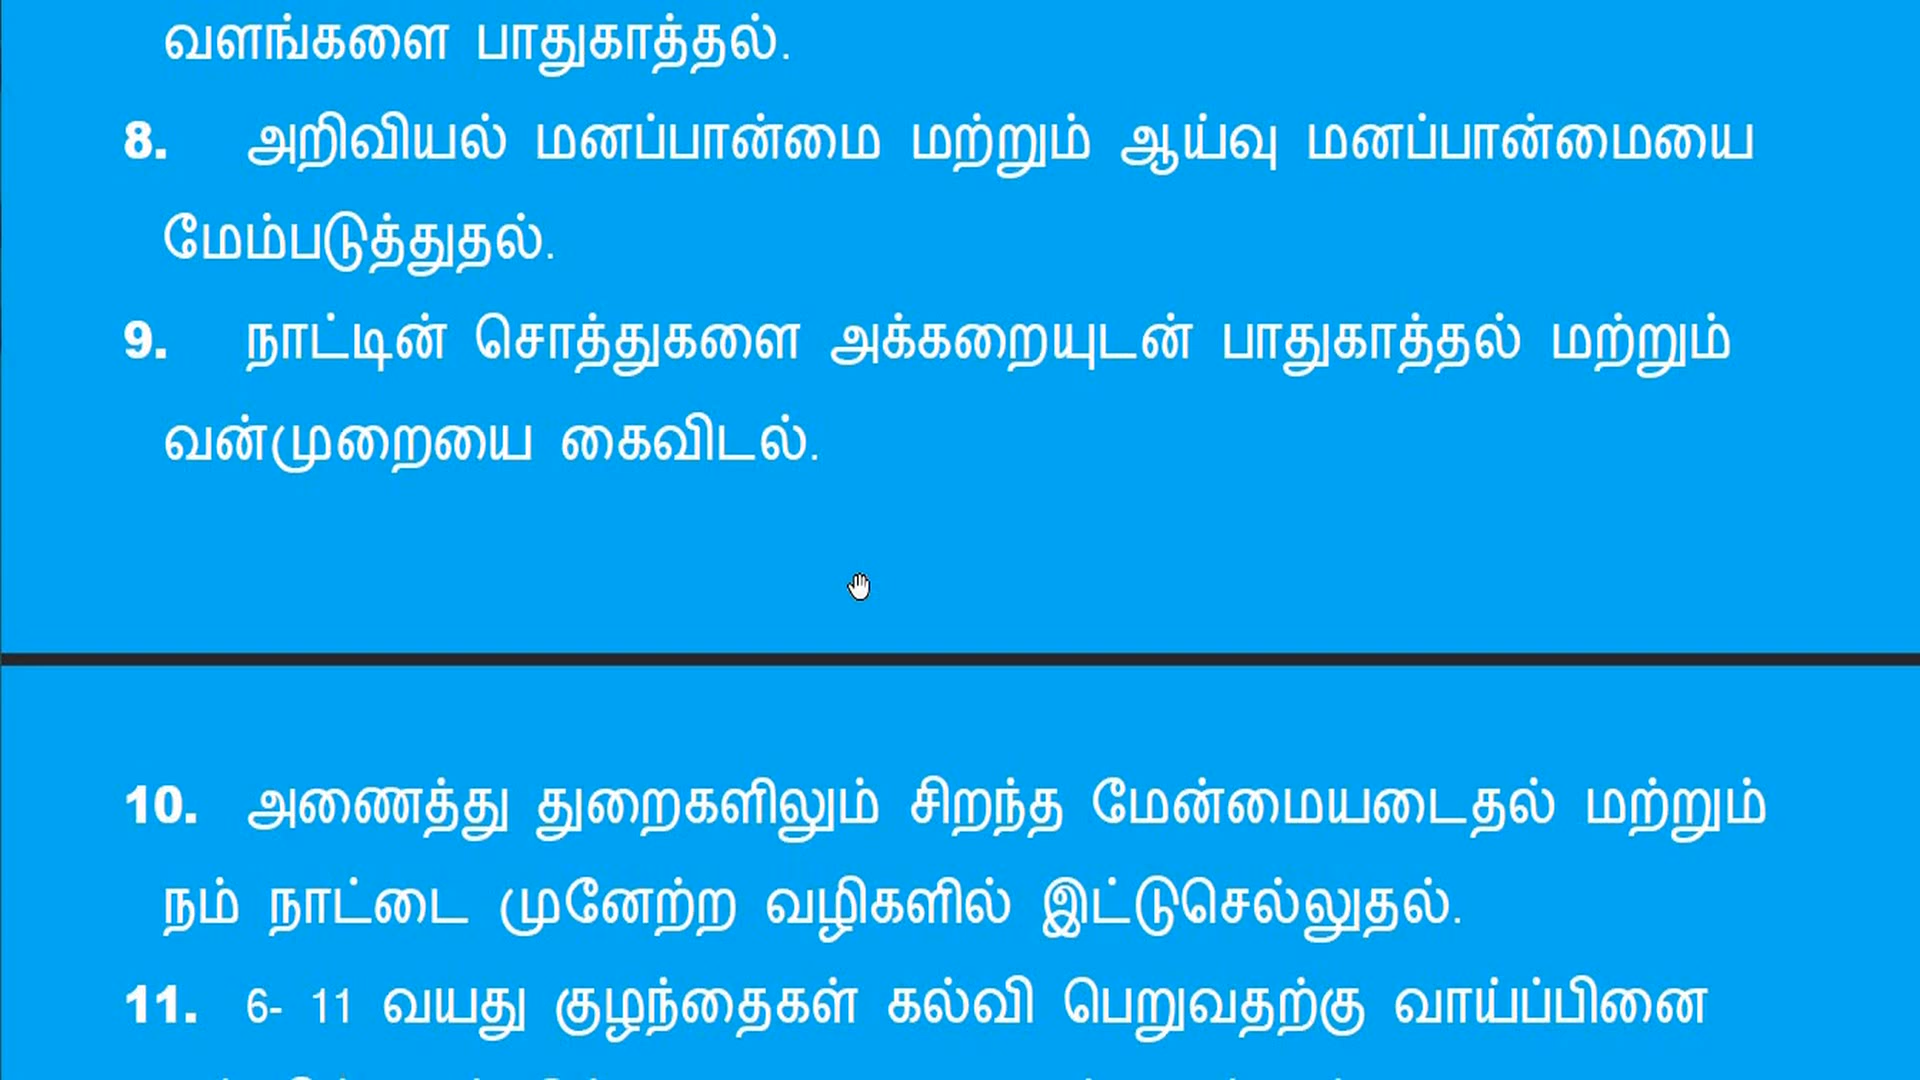 வளங்களை பாதுகாத்தல்.
8. அறிவியல் மனப்பான்மை மற்றும் ஆய்வு மனப்பான்மையை
மேம்படுத்துதல்.
9. நாட்டின் சொத்துகளை அக்கறையுடன் பாதுகாத்தல் மற்றும்
வன்முறையை கைவிடல்.
10. அணைத்து துறைகளிலும் சிறந்த மேன்மையடைதல் மற்றும்
நம் நாட்டை முனேற்ற வழிகளில் இட்டுசெல்லுதல்.
11. 6- 11 வயது குழந்தைகள் கல்வி பெறுவதற்கு வாய்ப்பினை